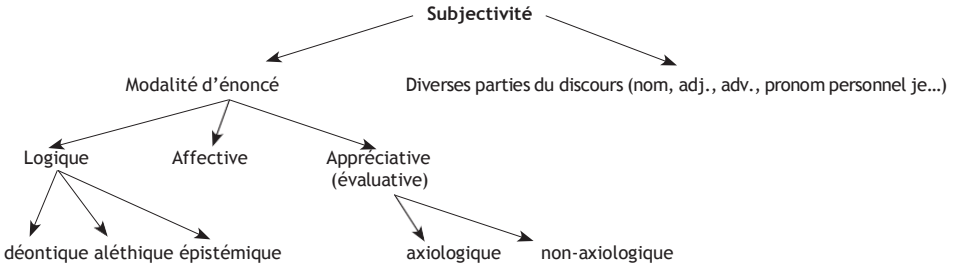 Subjectivité
Modalité d'énoncé
Diverses parties du discours (nom, adj., adv., pronom personnel je…)
Logique
Affective
Appréciative
(évaluative)
déontique aléthique épistémique
axiologique
non-axiologique